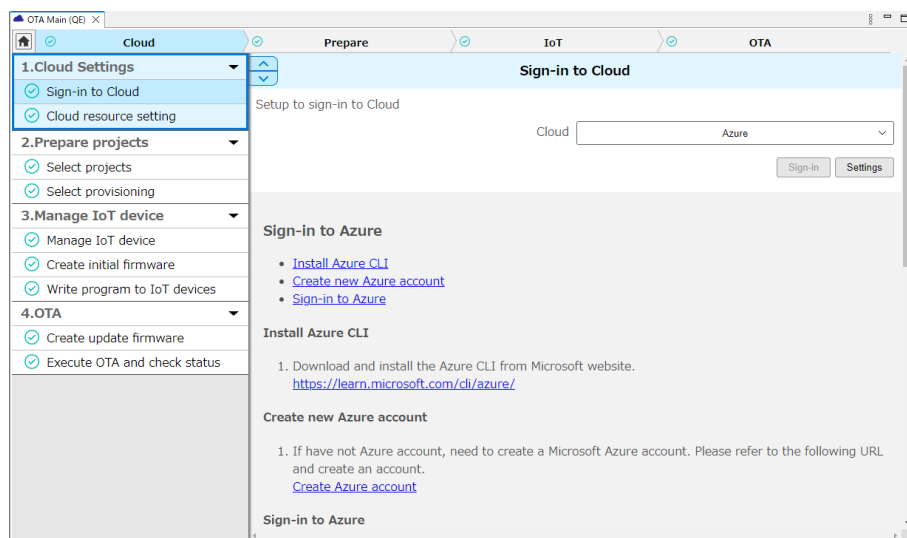 OTA Main (QE)
Cloud
Prepare
IoT
OTA
1.Cloud Settings
Sign-in to Cloud
Cloud resource setting
2.Prepare projects
Select projects
Select provisioning
3.Manage IoT device
Manage IoT device
Create initial firmware
Write program to IoT devices
4.OTA
Create update firmware
Execute OTA and check status
Sign-in to Cloud
Setup to sign-in to Cloud
Cloud Azure
Sign-in Settings
Sign-in to Azure
• Install Azure CLI
• Create new Azure account
• Sign-in to Azure
Install Azure CLI
1. Download and install the Azure CLI from Microsoft website.
https://learn.microsoft.com/cli/azure/
Create new Azure account
1. If have not Azure account, need to create a Microsoft Azure account. Please refer to the following URL
and create an account.
Create Azure account
Sign-in to Azure